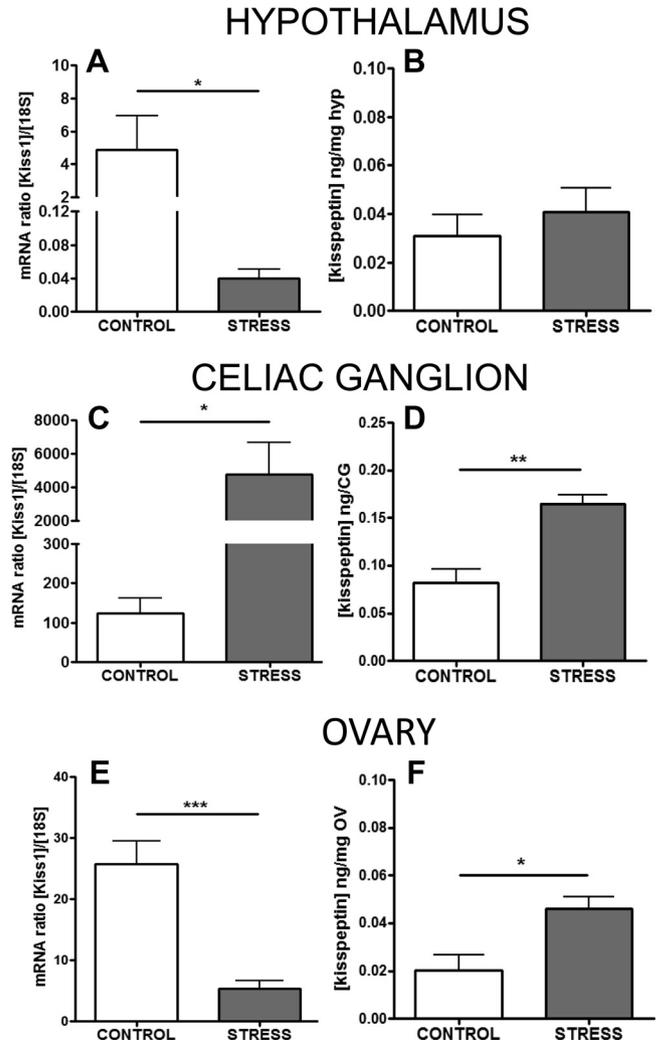 HYPOTHALAMUS
A
mRNA ratio [Kiss1]/[18S]
10
8
6
4
2
0.12
0.08
0.04
0.00
*
CONTROL STRESS
B
[kisspeptin] ng/mg hyp
0.10
0.08
0.06
0.04
0.02
0.00
CONTROL STRESS
CELIAC GANGLION
C
mRNA ratio [Kiss1]/[18S]
8000
6000
4000
2000
300
200
100
0
*
CONTROL STRESS
D
[kisspeptin] ng/CG
0.25
0.20
0.15
0.10
0.05
0.00
**
CONTROL STRESS
OVARY
E
mRNA ratio [Kiss1]/[18S]
40
30
20
10
0
***
CONTROL STRESS
F
[kisspeptin] ng/mg OV
0.10
0.08
0.06
0.04
0.02
0.00
*
CONTROL STRESS